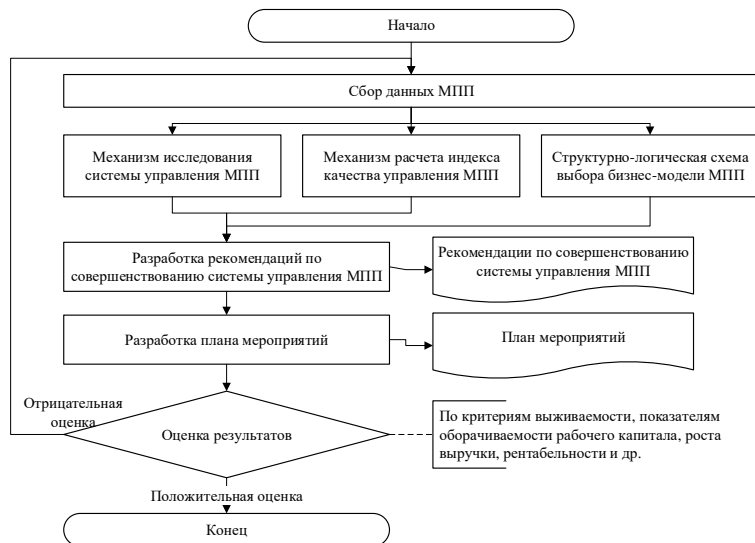 Начало
Сбор данных МПП
Механизм исследования
системы управления МПП
Механизм расчета индекса
качества управления МПП
Структурно-логическая схема
выбора бизнес-модели МПП
Разработка рекомендаций по
совершенствованию системы управления МПП
Рекомендации по совершенствованию
системы управления МПП
Разработка плана мероприятий
План мероприятий
Отрицательная
оценка
Оценка результатов
По критериям выживаемости, показателям
оборачиваемости рабочего капитала, роста
выручки, рентабельности и др.
Положительная оценка
Конец